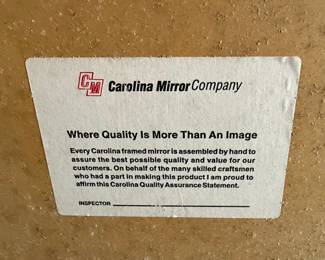 CM Carolina Mirror Company
Where Quality Is More Than An Image
Every Carolina framed mirror is assembled by hand to
assure the best possible quality and value for our
customers. On behalf of the many skilled craftsmen
who had a part in making this product I am proud to
affirm this Carolina Quality Assurance Statement.
INSPECTOR